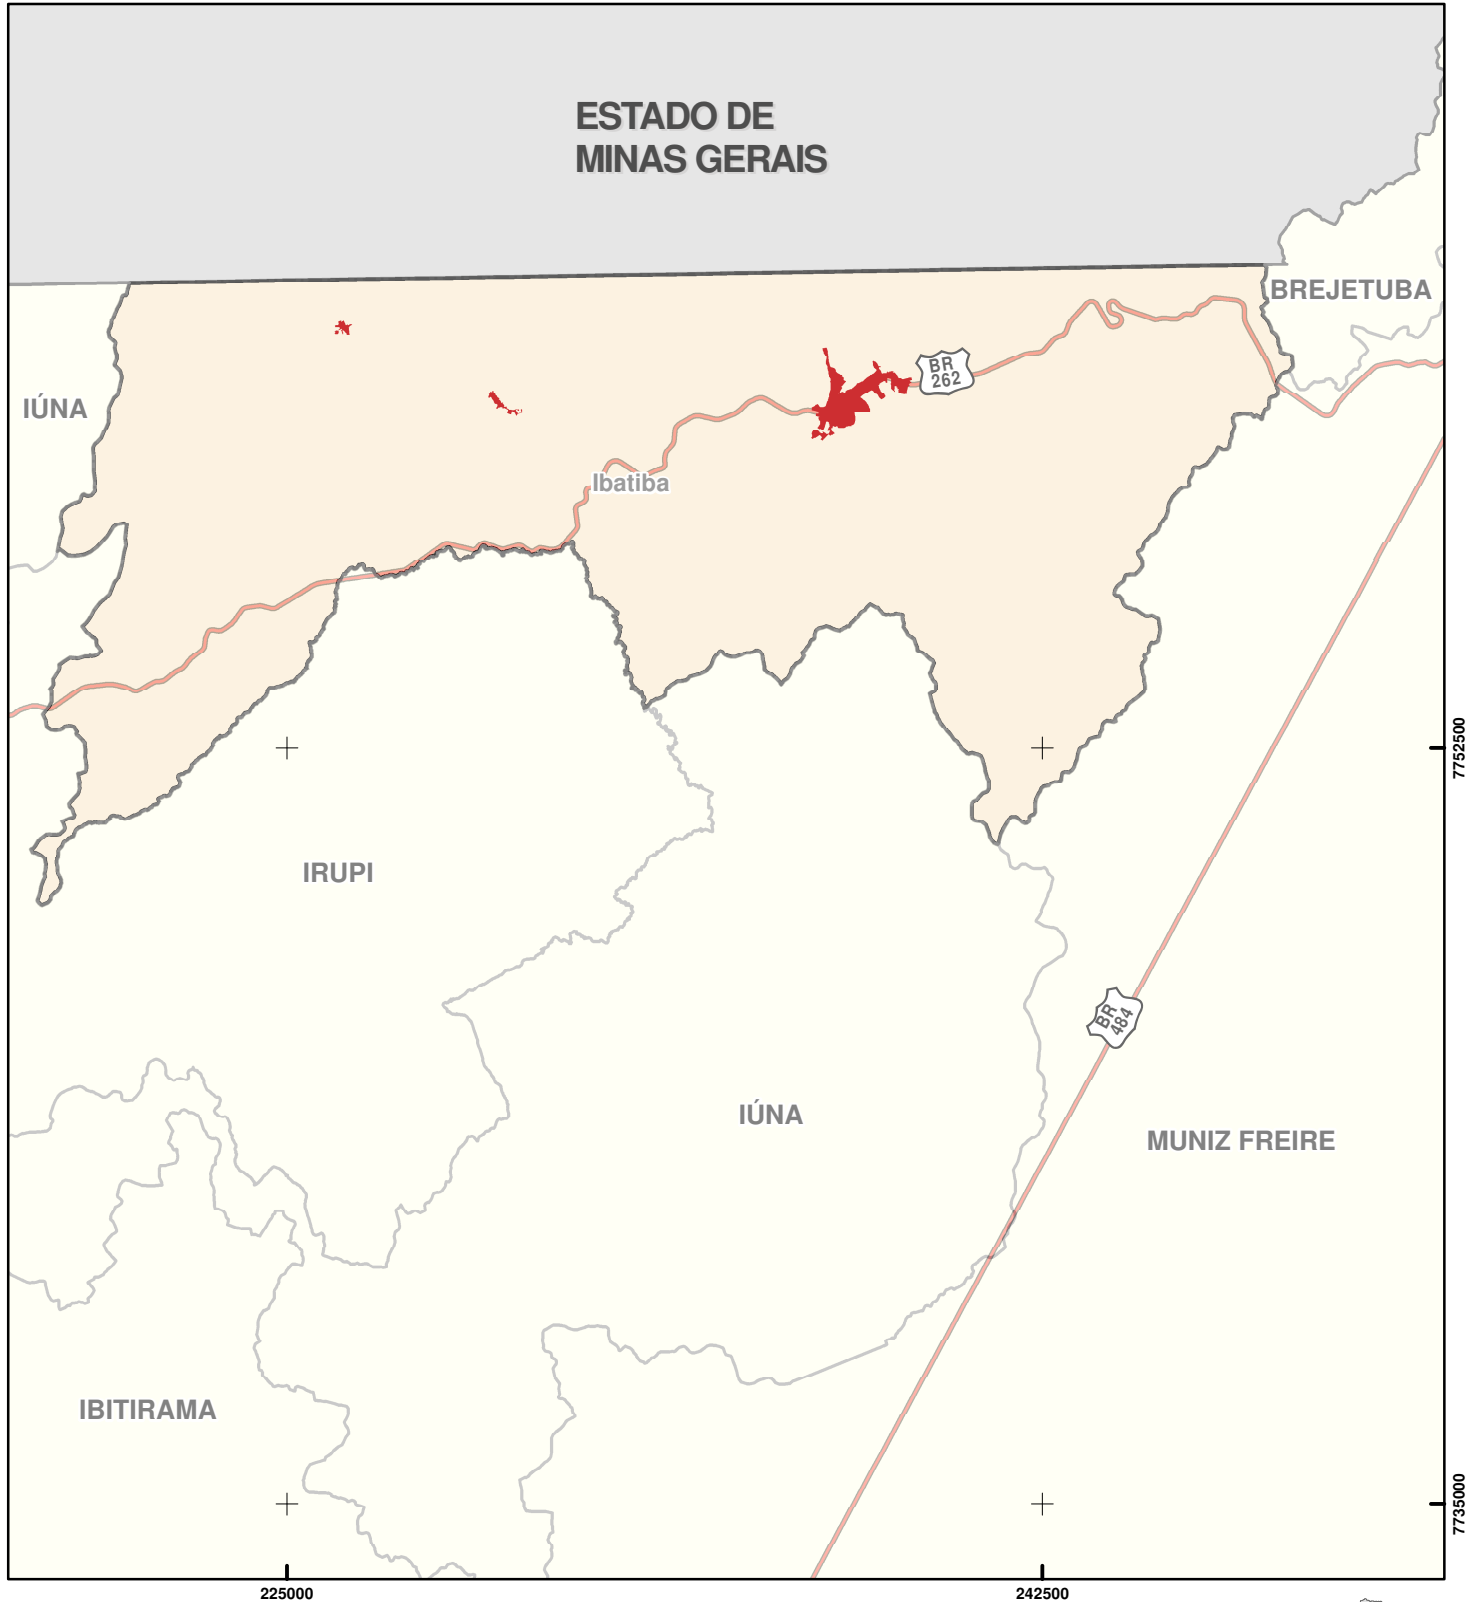 ESTADO DE
MINAS GERAIS
BREJETUBA
BR
262
IÚNA
Ibatiba
7752500
IRUPI
BR
484
IÚNA
MUNIZ FREIRE
IBITIRAMA
7735000
225000
242500